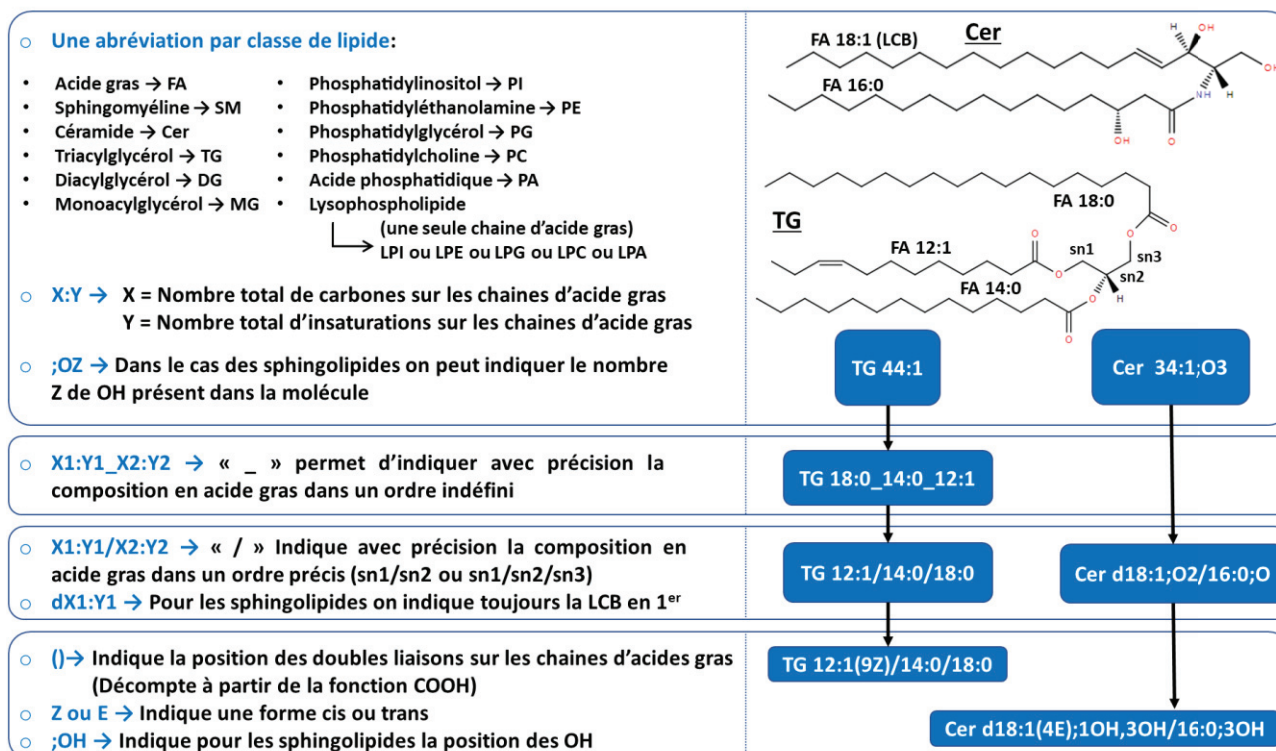 Une abréviation par classe de lipide:
Acide gras → FA
Sphingomyéline → SM
Céramide → Cer
Triacylglycérol → TG
Diacylglycérol → DG
Monoacylglycérol → MG
Phosphatidylinositol → PI
Phosphatidyléthanolamine → PE
Phosphatidylglycérol → PG
Phosphatidylcholine → PC
Acide phosphatidique → PA
Lysophospholipide
(une seule chaine d’acide gras)
LPI ou LPE ou LPG ou LPC ou LPA
X:Y → X = Nombre total de carbones sur les chaines d’acide gras
Y = Nombre total d’insaturations sur les chaines d’acide gras
;OZ → Dans le cas des sphingolipides on peut indiquer le nombre
Z de OH présent dans la molécule
Cer
FA 18:1 (LCB)
FA 16:0
H
OH
OH
NH
H
OH
O
FA 18:0
TG
O
O
O
FA 12:1
sn1
sn3
O
sn2
FA 14:0
O
H
O
TG 44:1
Cer 34:1;O3
X1:Y1_X2:Y2 → « _ » permet d’indiquer avec précision la
composition en acide gras dans un ordre indéfini
TG 18:0_14:0_12:1
X1:Y1/X2:Y2 → « / » Indique avec précision la composition en
acide gras dans un ordre précis (sn1/sn2 ou sn1/sn2/sn3)
dX1:Y1 → Pour les sphingolipides on indique toujours la LCB en 1er
TG 12:1/14:0/18:0
Cer d18:1;O2/16:0;O
()→ Indique la position des doubles liaisons sur les chaines d’acides gras
(Décompte à partir de la fonction COOH)
Z ou E → Indique une forme cis ou trans
;OH → Indique pour les sphingolipides la position des OH
TG 12:1(9Z)/14:0/18:0
Cer d18:1(4E);1OH,3OH/16:0;3OH